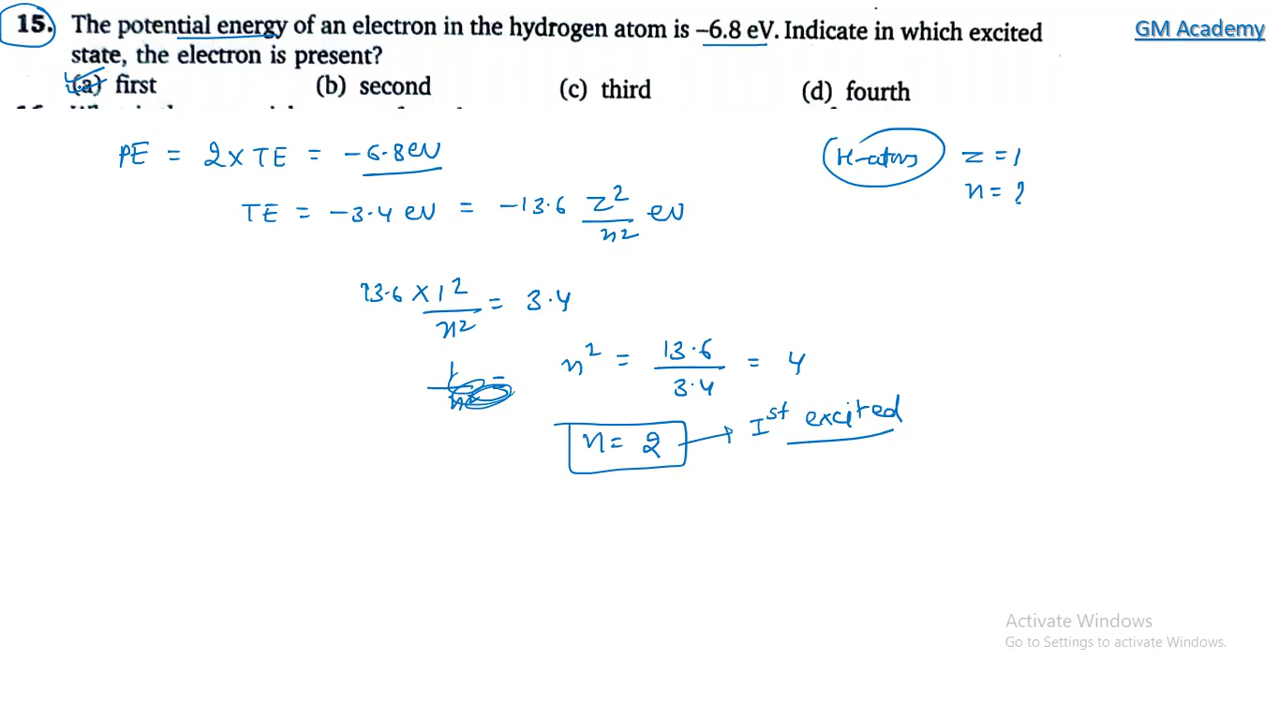 15. The potential energy of an electron in the hydrogen atom is –6.8 eV. Indicate in which excited
GM Academy
state, the electron is present?
(a) first (b) second (c) third (d) fourth
PE = 2 x TE = -6.8 eV
H-atom z = 1
n = ?
TE = -3.4 eV = -13.6 Z²/n² eV
13.6 x 1²/n² = 3.4
n² = 13.6/3.4 = 4
n = 2 → Ist excited
Activate Windows
Go to Settings to activate Windows.